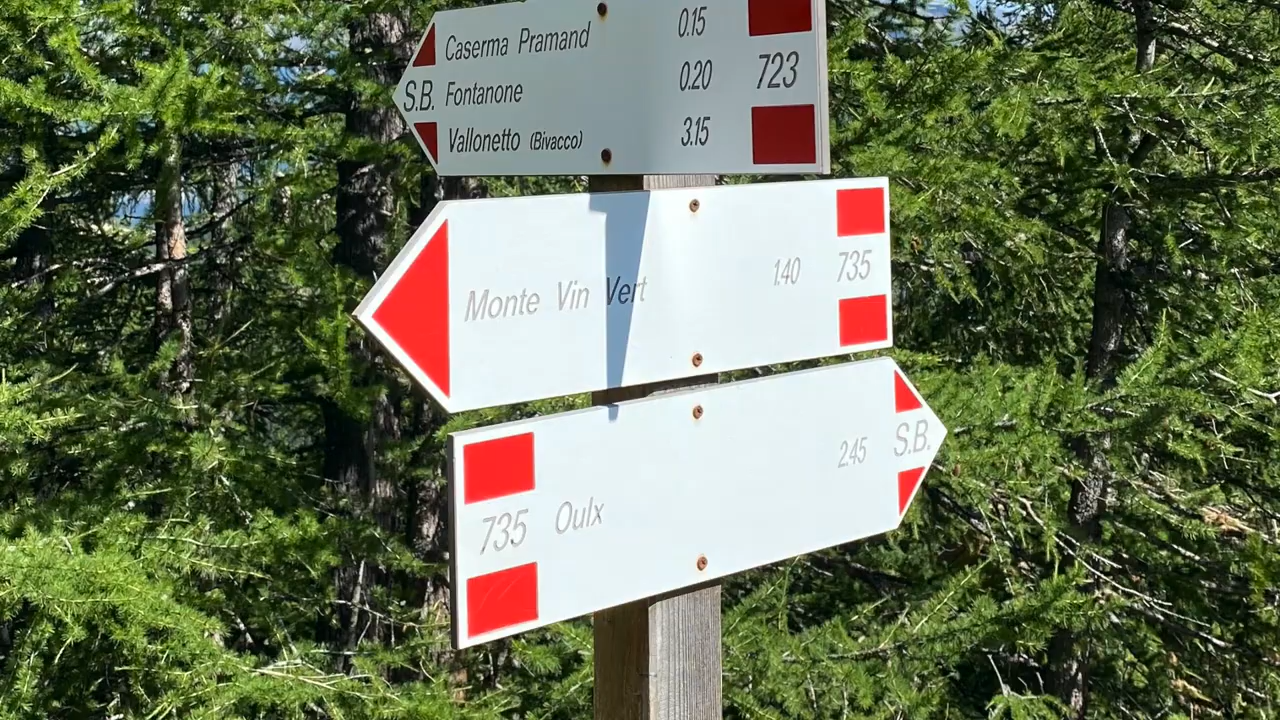 Caserma Pramand 0.15
S.B. Fontanone 0.20 723
Vallonetto (Bivacco) 3.15
Monte Vin Vert 1.40 735
2.45 S.B.
735 Oulx